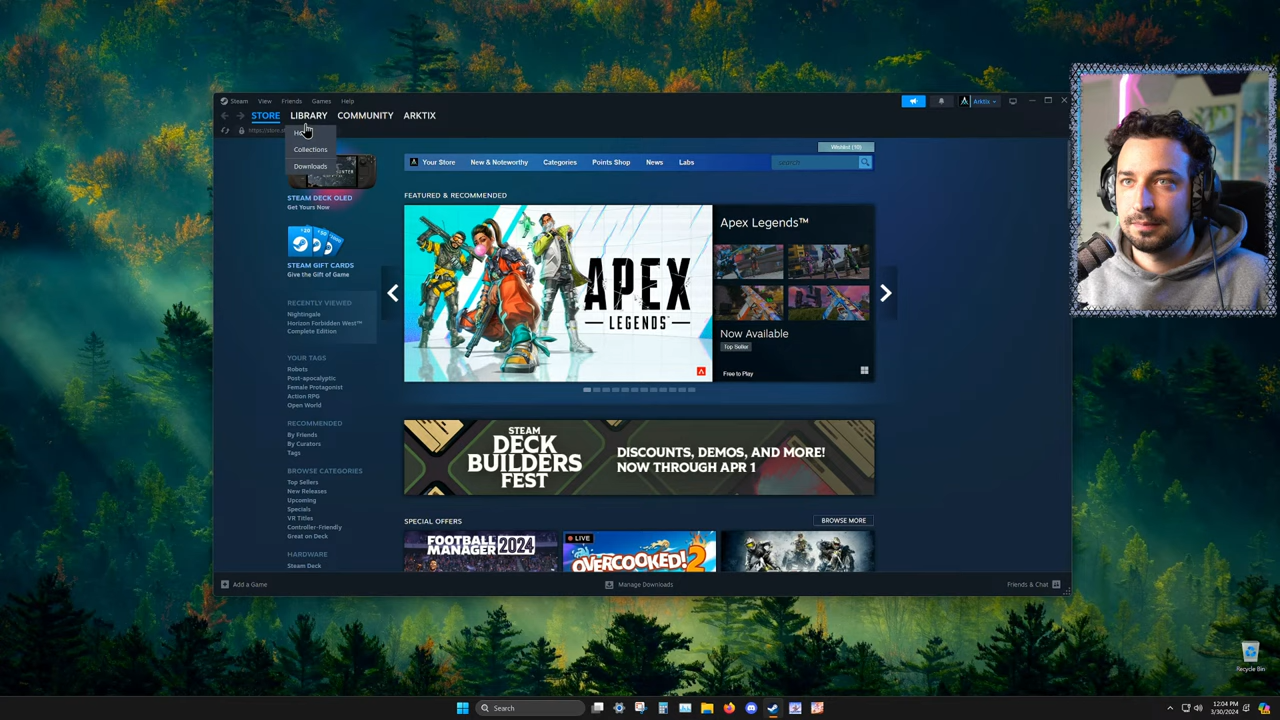 Steam View Friends Games Help
Arktix
STORE LIBRARY COMMUNITY ARKTIX
Collections
Downloads
Wishlist (10)
Your Store New & Noteworthy Categories Points Shop News Labs
search
STEAM DECK OLED
Get Yours Now
STEAM GIFT CARDS
Give the Gift of Game
RECENTLY VIEWED
Nightingale
Horizon Forbidden West™
Complete Edition
YOUR TAGS
Robots
Post-apocalyptic
Female Protagonist
Action RPG
Open World
RECOMMENDED
By Friends
By Curators
Tags
BROWSE CATEGORIES
Top Sellers
New Releases
Upcoming
Specials
VR Titles
Controller-Friendly
Great on Deck
HARDWARE
Steam Deck
FEATURED & RECOMMENDED
APEX
LEGENDS™
Apex Legends™
Now Available
Top Seller
Free to Play
STEAM
DECK
BUILDERS
FEST
DISCOUNTS, DEMOS, AND MORE!
NOW THROUGH APR 1
SPECIAL OFFERS
BROWSE MORE
FOOTBALL
MANAGER 2024
LIVE
OVERCOOKED! 2
Add a Game
Manage Downloads
Friends & Chat
Recycle Bin
Search
12:04 PM
3/30/2024